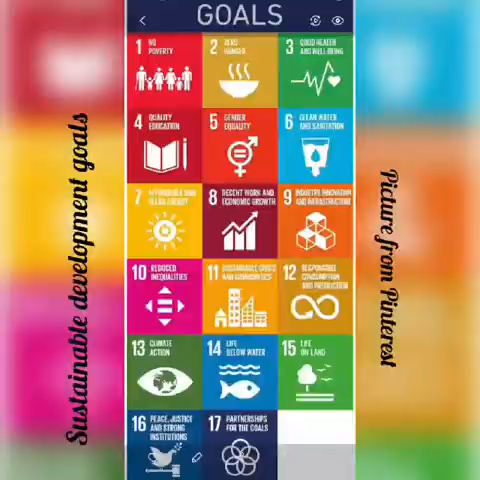 GOALS
1 NO
POVERTY
2 ZERO
HUNGER
3 GOOD HEALTH
AND WELL-BEING
4 QUALITY
EDUCATION
5 GENDER
EQUALITY
6 CLEAN WATER
AND SANITATION
7 AFFORDABLE AND
CLEAN ENERGY
8 DECENT WORK AND
ECONOMIC GROWTH
9 INDUSTRY, INNOVATION
AND INFRASTRUCTURE
10 REDUCED
INEQUALITIES
11 SUSTAINABLE CITIES
AND COMMUNITIES
12 RESPONSIBLE
CONSUMPTION
AND PRODUCTION
13 CLIMATE
ACTION
14 LIFE
BELOW WATER
15 LIFE
ON LAND
16 PEACE, JUSTICE
AND STRONG
INSTITUTIONS
17 PARTNERSHIPS
FOR THE GOALS
Sustainable development goals
Picture from Pinterest